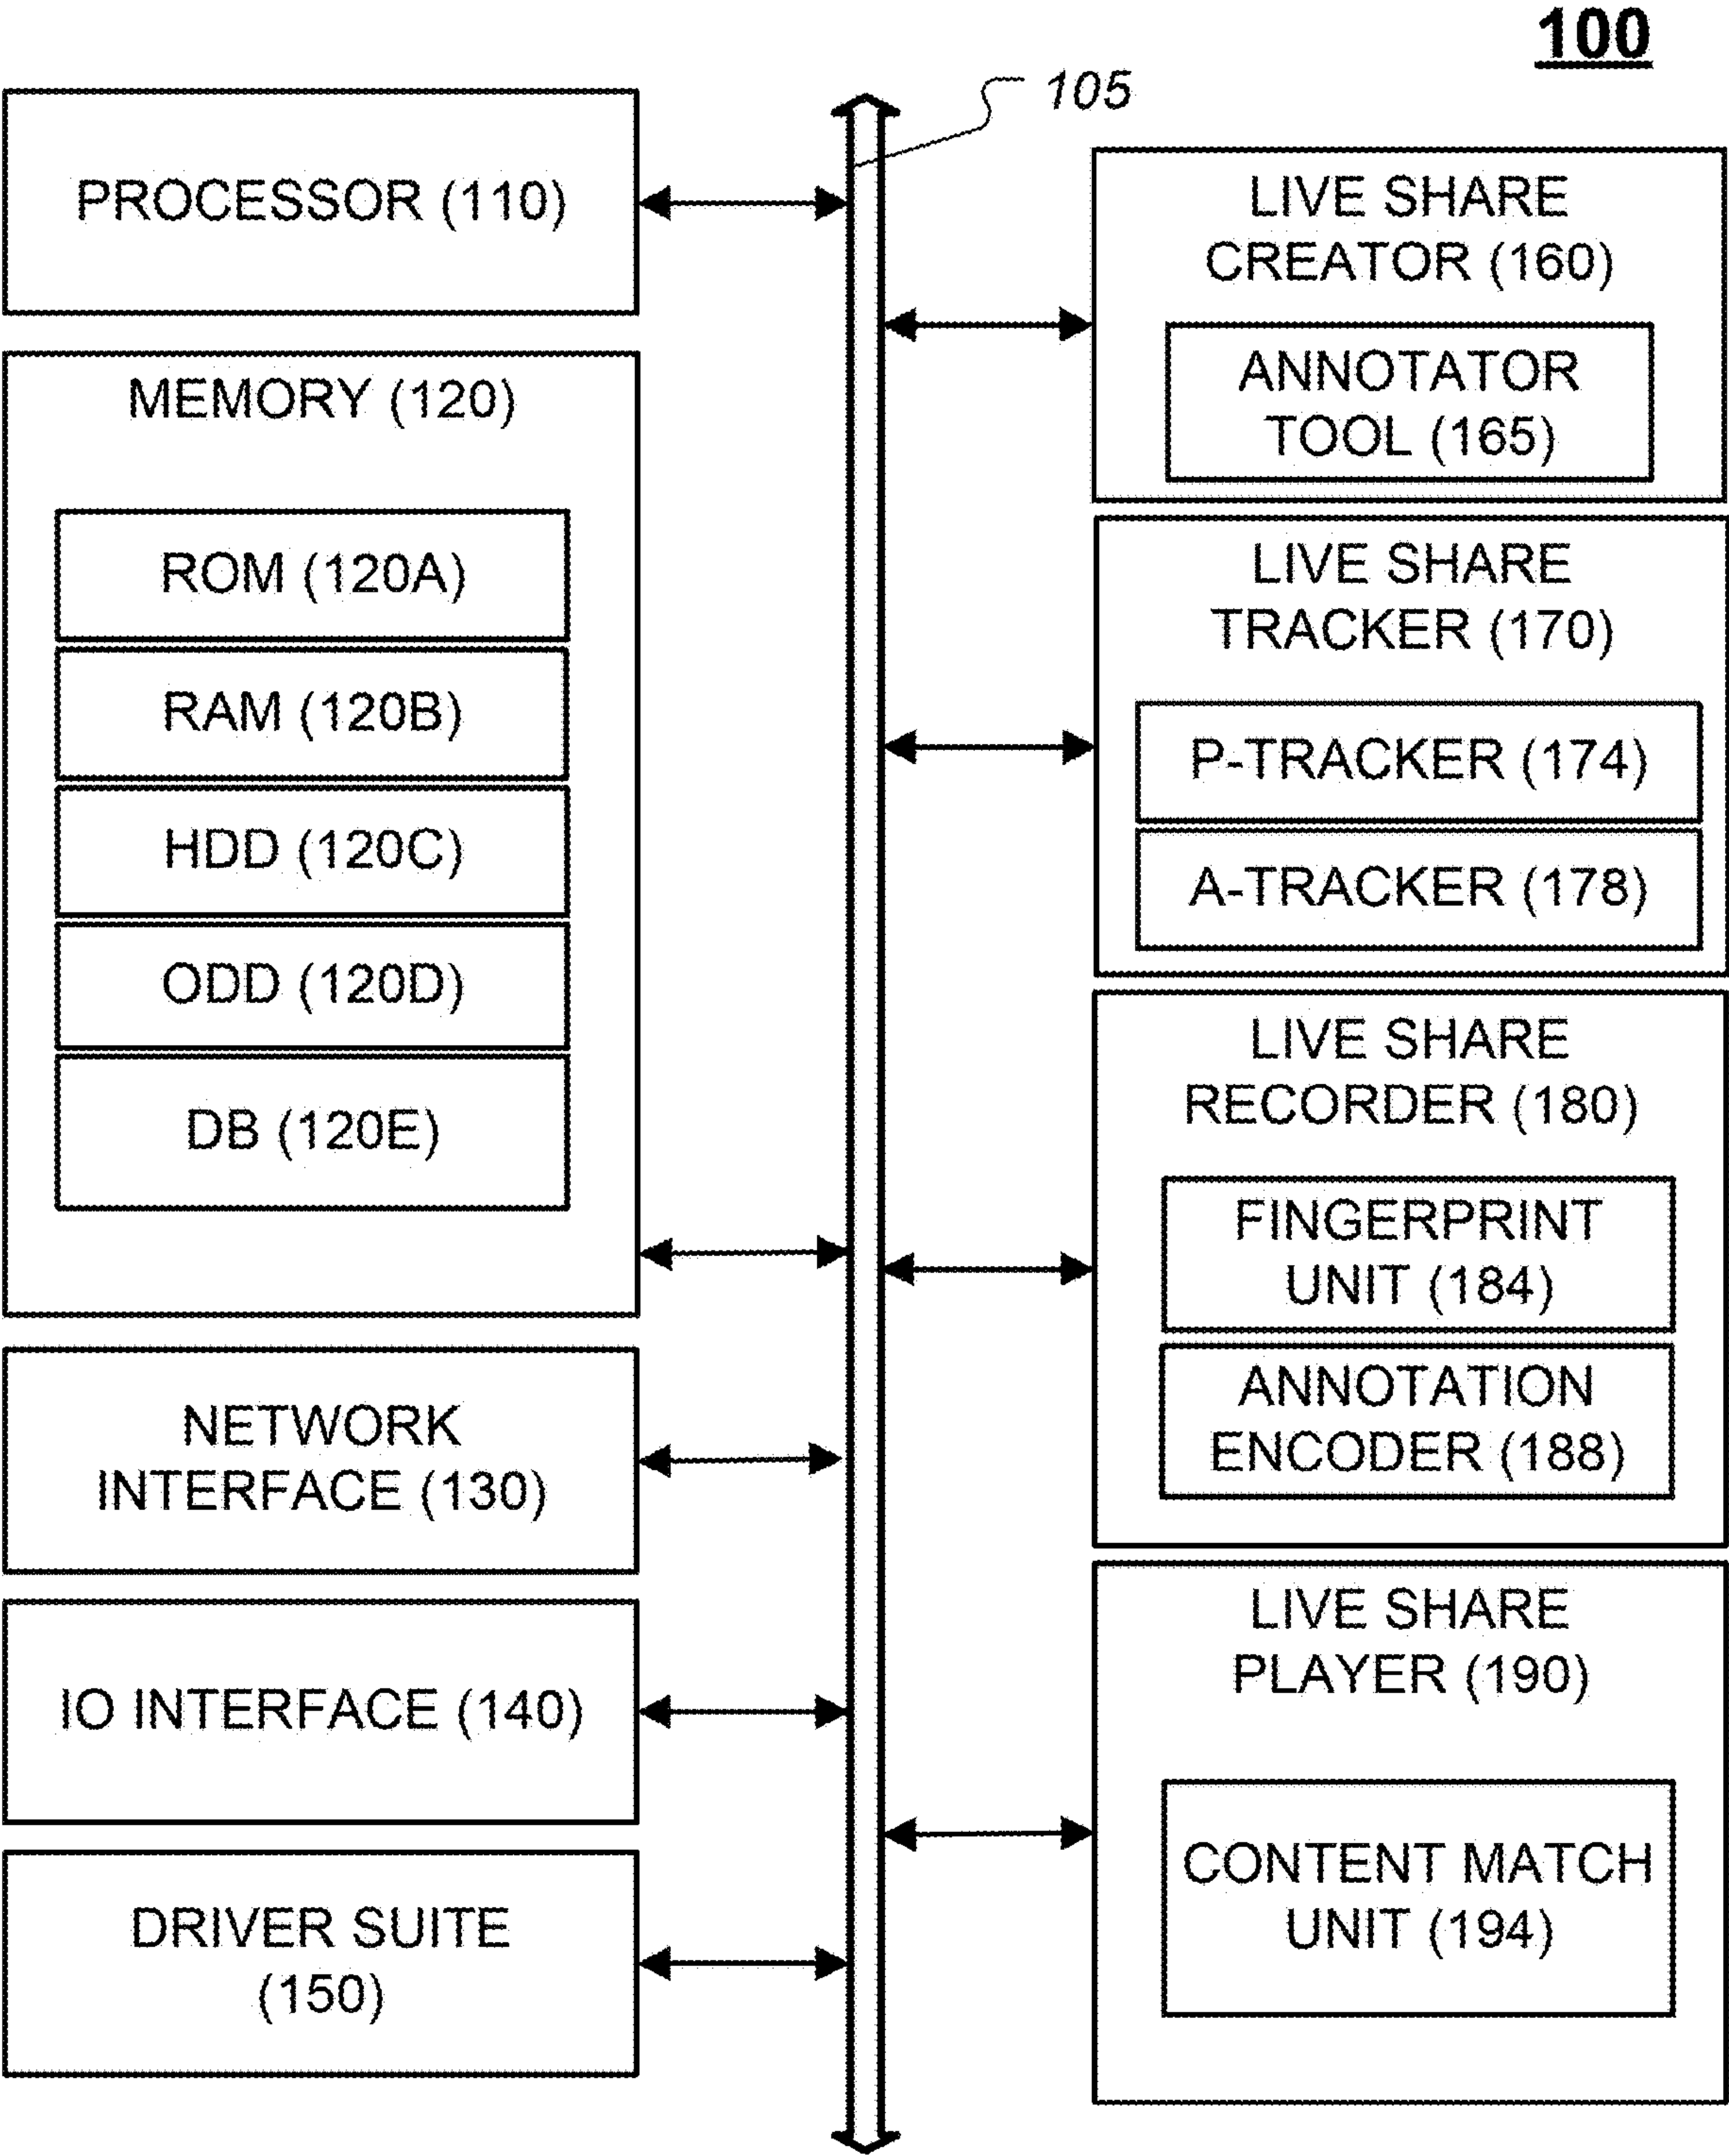 100
105
PROCESSOR (110)
MEMORY (120)
ROM (120A)
RAM (120B)
HDD (120C)
ODD (120D)
DB (120E)
NETWORK
INTERFACE (130)
IO INTERFACE (140)
DRIVER SUITE
(150)
LIVE SHARE
CREATOR (160)
ANNOTATOR
TOOL (165)
LIVE SHARE
TRACKER (170)
P-TRACKER (174)
A-TRACKER (178)
LIVE SHARE
RECORDER (180)
FINGERPRINT
UNIT (184)
ANNOTATION
ENCODER (188)
LIVE SHARE
PLAYER (190)
CONTENT MATCH
UNIT (194)